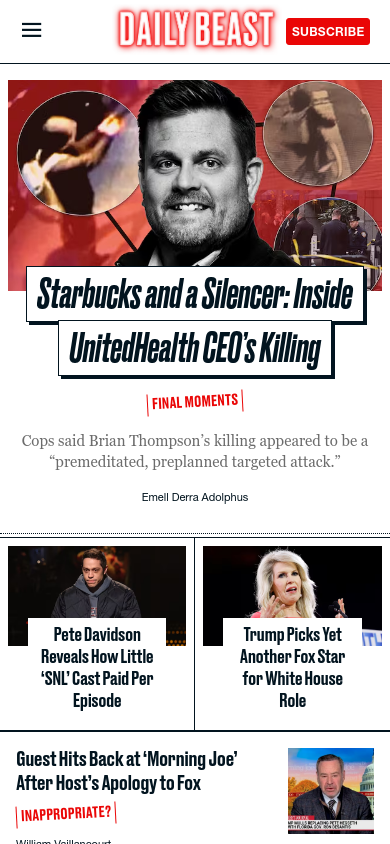 DAILY BEAST
SUBSCRIBE
Starbucks and a Silencer: Inside
UnitedHealth CEO's Killing
FINAL MOMENTS
Cops said Brian Thompson's killing appeared to be a
"premeditated, preplanned targeted attack."
Emell Derra Adolphus
Pete Davidson
Reveals How Little
'SNL' Cast Paid Per
Episode
Trump Picks Yet
Another Fox Star
for White House
Role
Guest Hits Back at 'Morning Joe'
After Host's Apology to Fox
INAPPROPRIATE?
William Vaillancourt